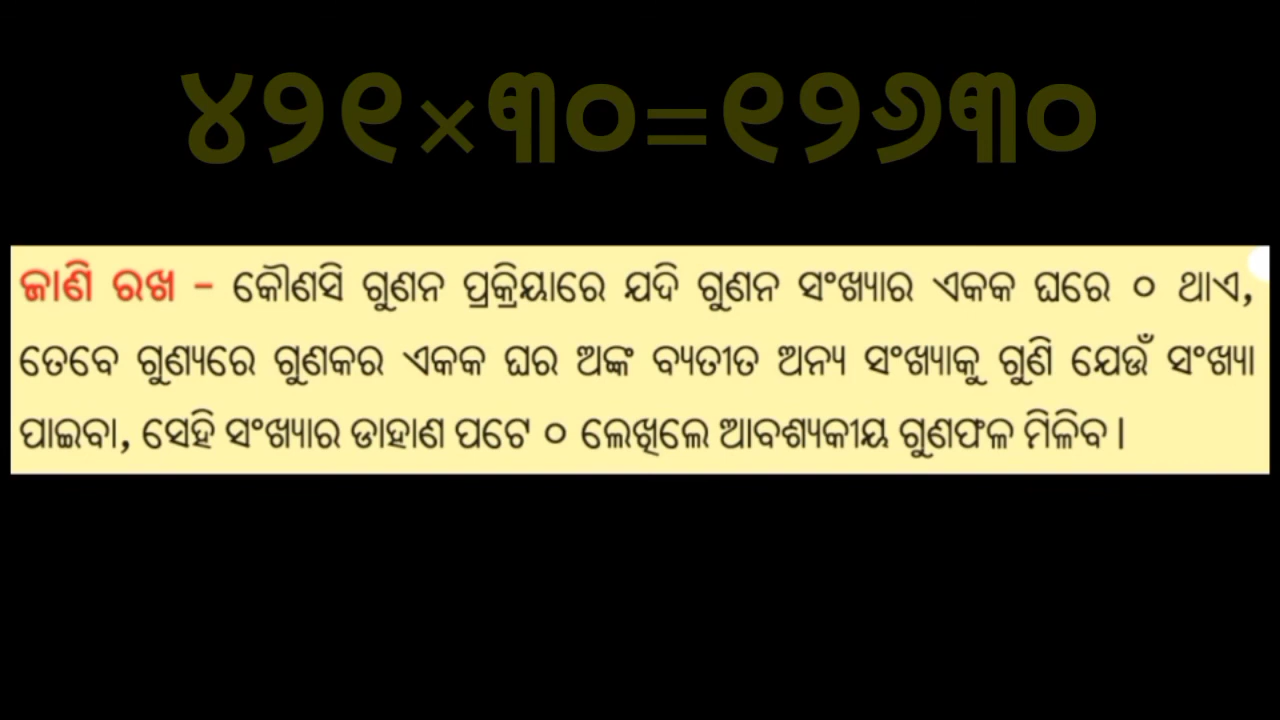 ୪୨୧×୩୦=୧୨୬୩୦
ଜାଣି ରଖ – କୌଣସି ଗୁଣନ ପ୍ରକ୍ରିୟାରେ ଯଦି ଗୁଣନ ସଂଖ୍ୟାର ଏକକ ଘରେ ୦ ଥାଏ,
ତେବେ ଗୁଣ୍ୟରେ ଗୁଣକର ଏକକ ଘର ଅଙ୍କ ବ୍ୟତୀତ ଅନ୍ୟ ସଂଖ୍ୟାକୁ ଗୁଣି ଯେଉଁ ସଂଖ୍ୟା
ପାଇବା, ସେହି ସଂଖ୍ୟାର ଡାହାଣ ପଟେ ୦ ଲେଖିଲେ ଆବଶ୍ୟକୀୟ ଗୁଣଫଳ ମିଳିବ।